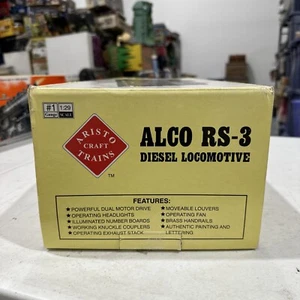 #1 1:29
ARISTO
CRAFT
TRAINS
TM
ALCO RS-3
DIESEL LOCOMOTIVE
FEATURES:
★ POWERFUL DUAL MOTOR DRIVE
★ OPERATING HEADLIGHTS
★ ILLUMINATED NUMBER BOARDS
★ WORKING KNUCKLE COUPLERS
★ OPERATING EXHAUST STACK
★ MOVEABLE LOUVERS
★ OPERATING FAN
★ BRASS HANDRAILS
★ AUTHENTIC PAINTING AND
LETTERING